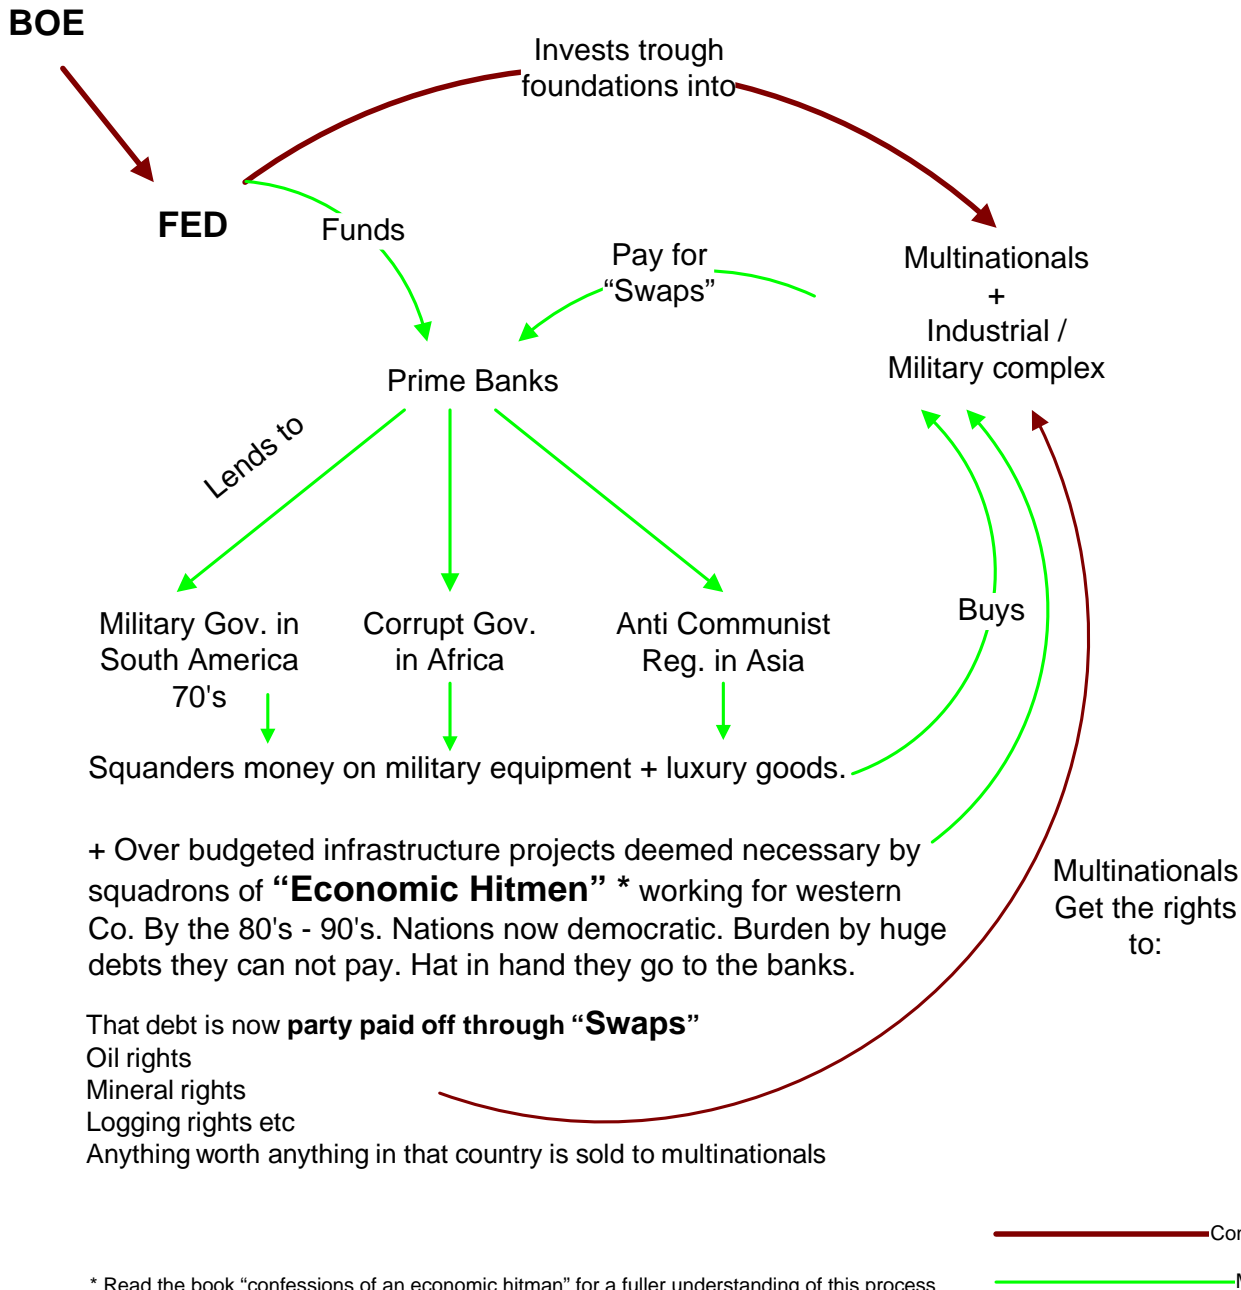 BOE
Invests trough
foundations into
FED
Funds
Pay for
“Swaps”
Multinationals
+
Industrial /
Military complex
Prime Banks
Lends to
Military Gov. in
South America
70's
Corrupt Gov.
in Africa
Anti Communist
Reg. in Asia
Buys
Squanders money on military equipment + luxury goods.
+ Over budgeted infrastructure projects deemed necessary by
squadrons of “Economic Hitmen” * working for western
Co. By the 80's - 90's. Nations now democratic. Burden by huge
debts they can not pay. Hat in hand they go to the banks.
Multinationals
Get the rights
to:
That debt is now party paid off through “Swaps”
Oil rights
Mineral rights
Logging rights etc
Anything worth anything in that country is sold to multinationals
* Read the book “confessions of an economic hitman” for a fuller understanding of this process